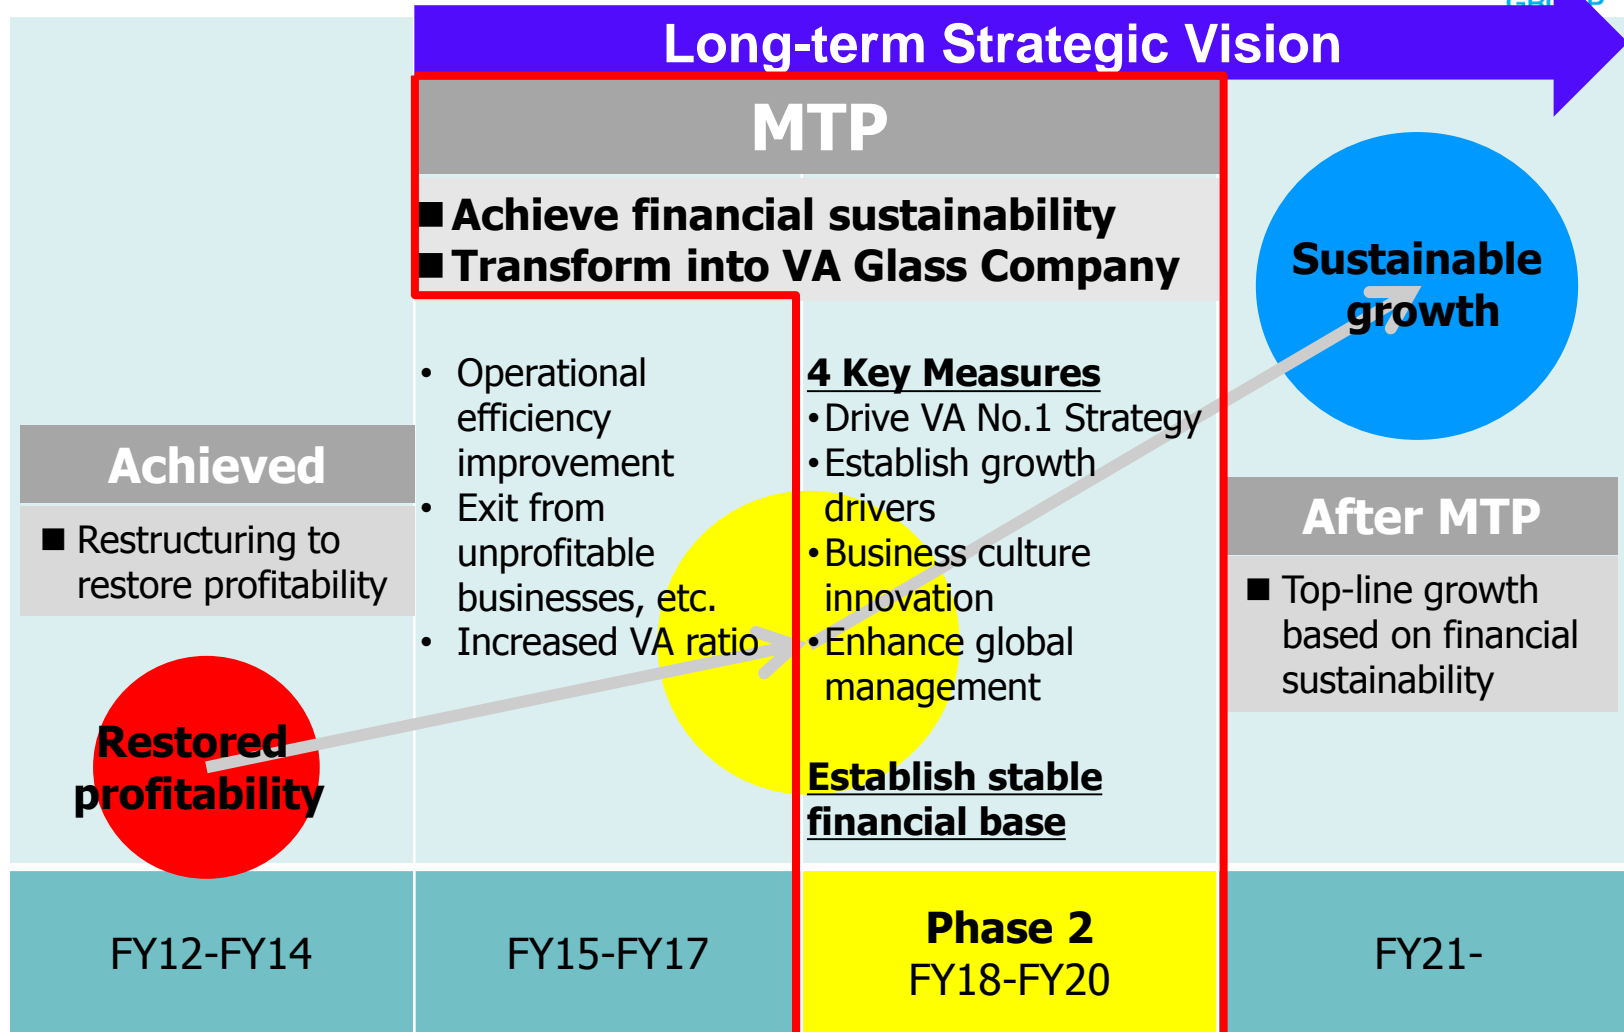 GROUP
Long-term Strategic Vision
MTP
■ Achieve financial sustainability
■ Transform into VA Glass Company
Sustainable
growth
Achieved
■ Restructuring to
restore profitability
Restored
profitability
• Operational
efficiency
improvement
• Exit from
unprofitable
businesses, etc.
• Increased VA ratio
4 Key Measures
•Drive VA No.1 Strategy
•Establish growth
drivers
•Business culture
innovation
•Enhance global
management
Establish stable
financial base
After MTP
■ Top-line growth
based on financial
sustainability
FY12-FY14
FY15-FY17
Phase 2
FY18-FY20
FY21-